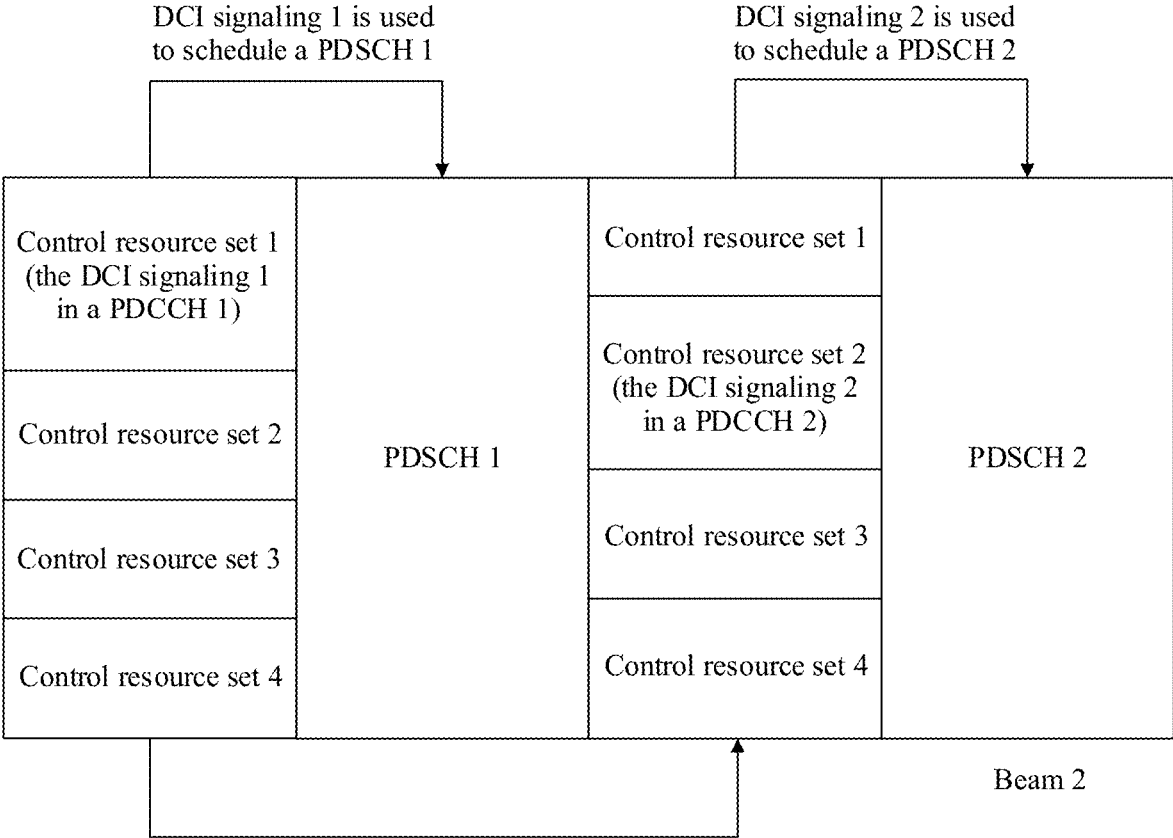 DCI signaling 1 is used
to schedule a PDSCH 1
DCI signaling 2 is used
to schedule a PDSCH 2
Control resource set 1
(the DCI signaling 1
in a PDCCH 1)
Control resource set 2
Control resource set 3
Control resource set 4
PDSCH 1
Control resource set 1
Control resource set 2
(the DCI signaling 2
in a PDCCH 2)
Control resource set 3
Control resource set 4
PDSCH 2
Beam 2